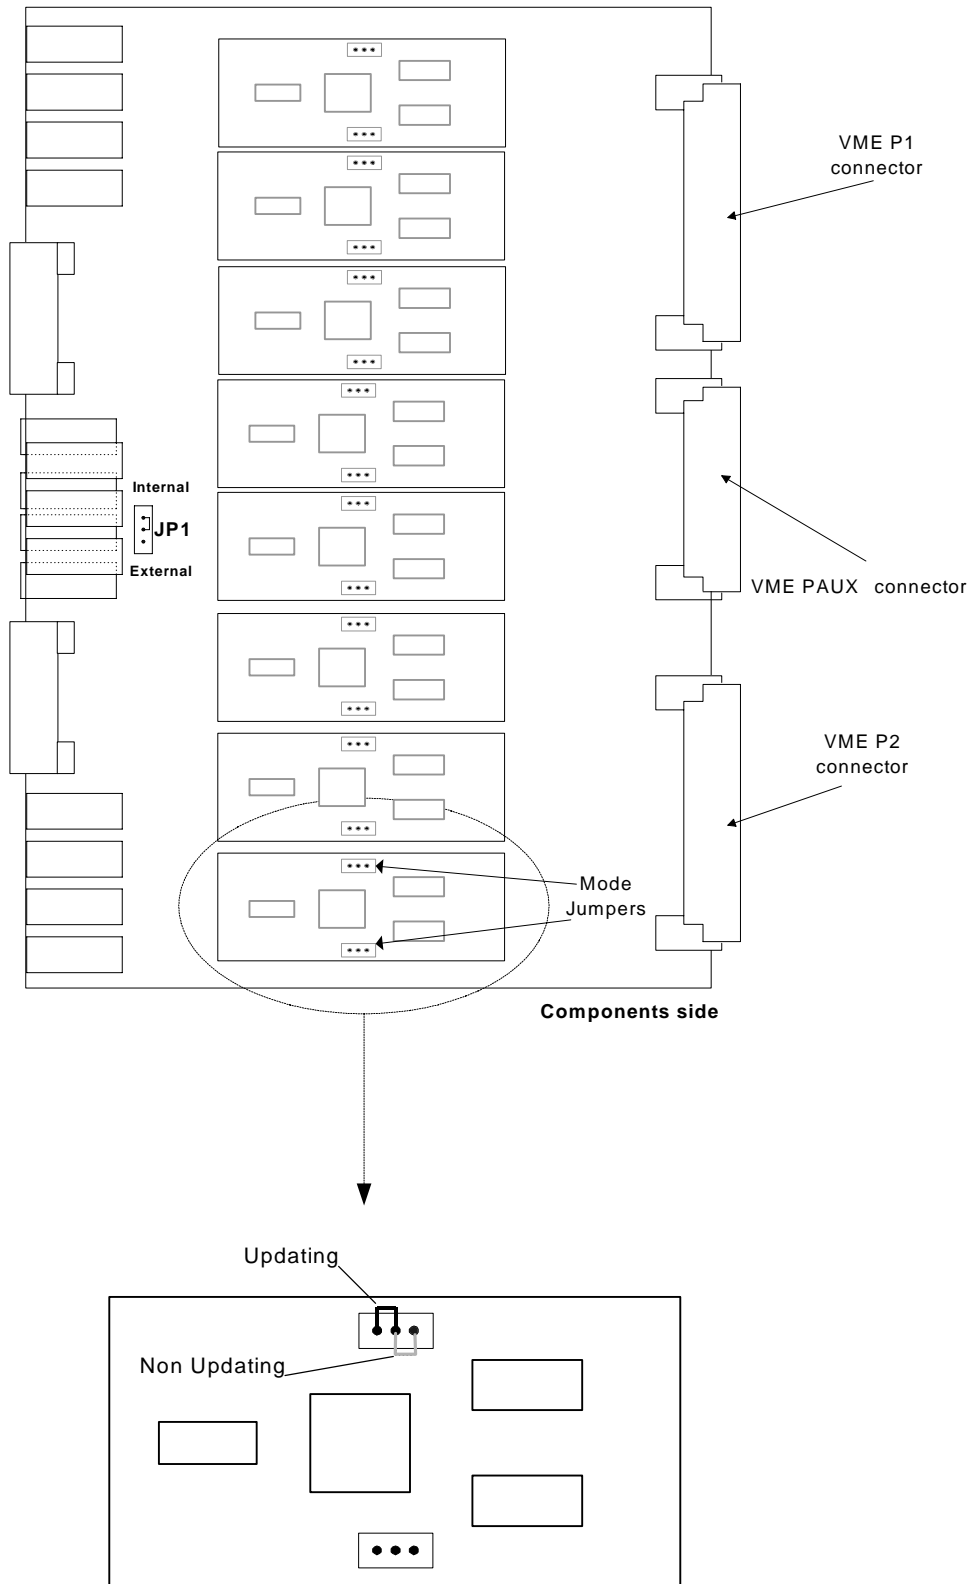 VME P1
connector
Internal
JP1
External
VME PAUX connector
VME P2
connector
Mode
Jumpers
Components side
Updating
Non Updating